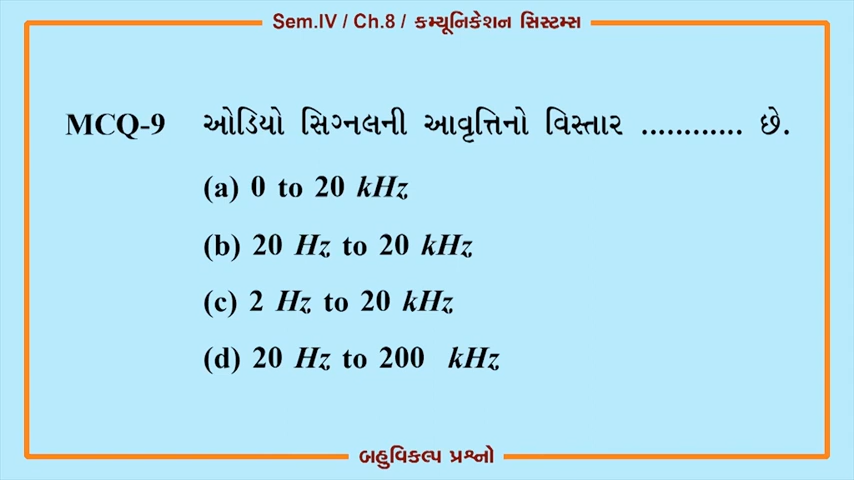 Sem.IV / Ch.8 / કમ્યૂનિકેશન સિસ્ટમ્સ
MCQ-9 ઓડિયો સિગ્નલની આવૃત્તિનો વિસ્તાર ............ છે.
(a) 0 to 20 kHz
(b) 20 Hz to 20 kHz
(c) 2 Hz to 20 kHz
(d) 20 Hz to 200 kHz
બહુવિકલ્પ પ્રશ્નો